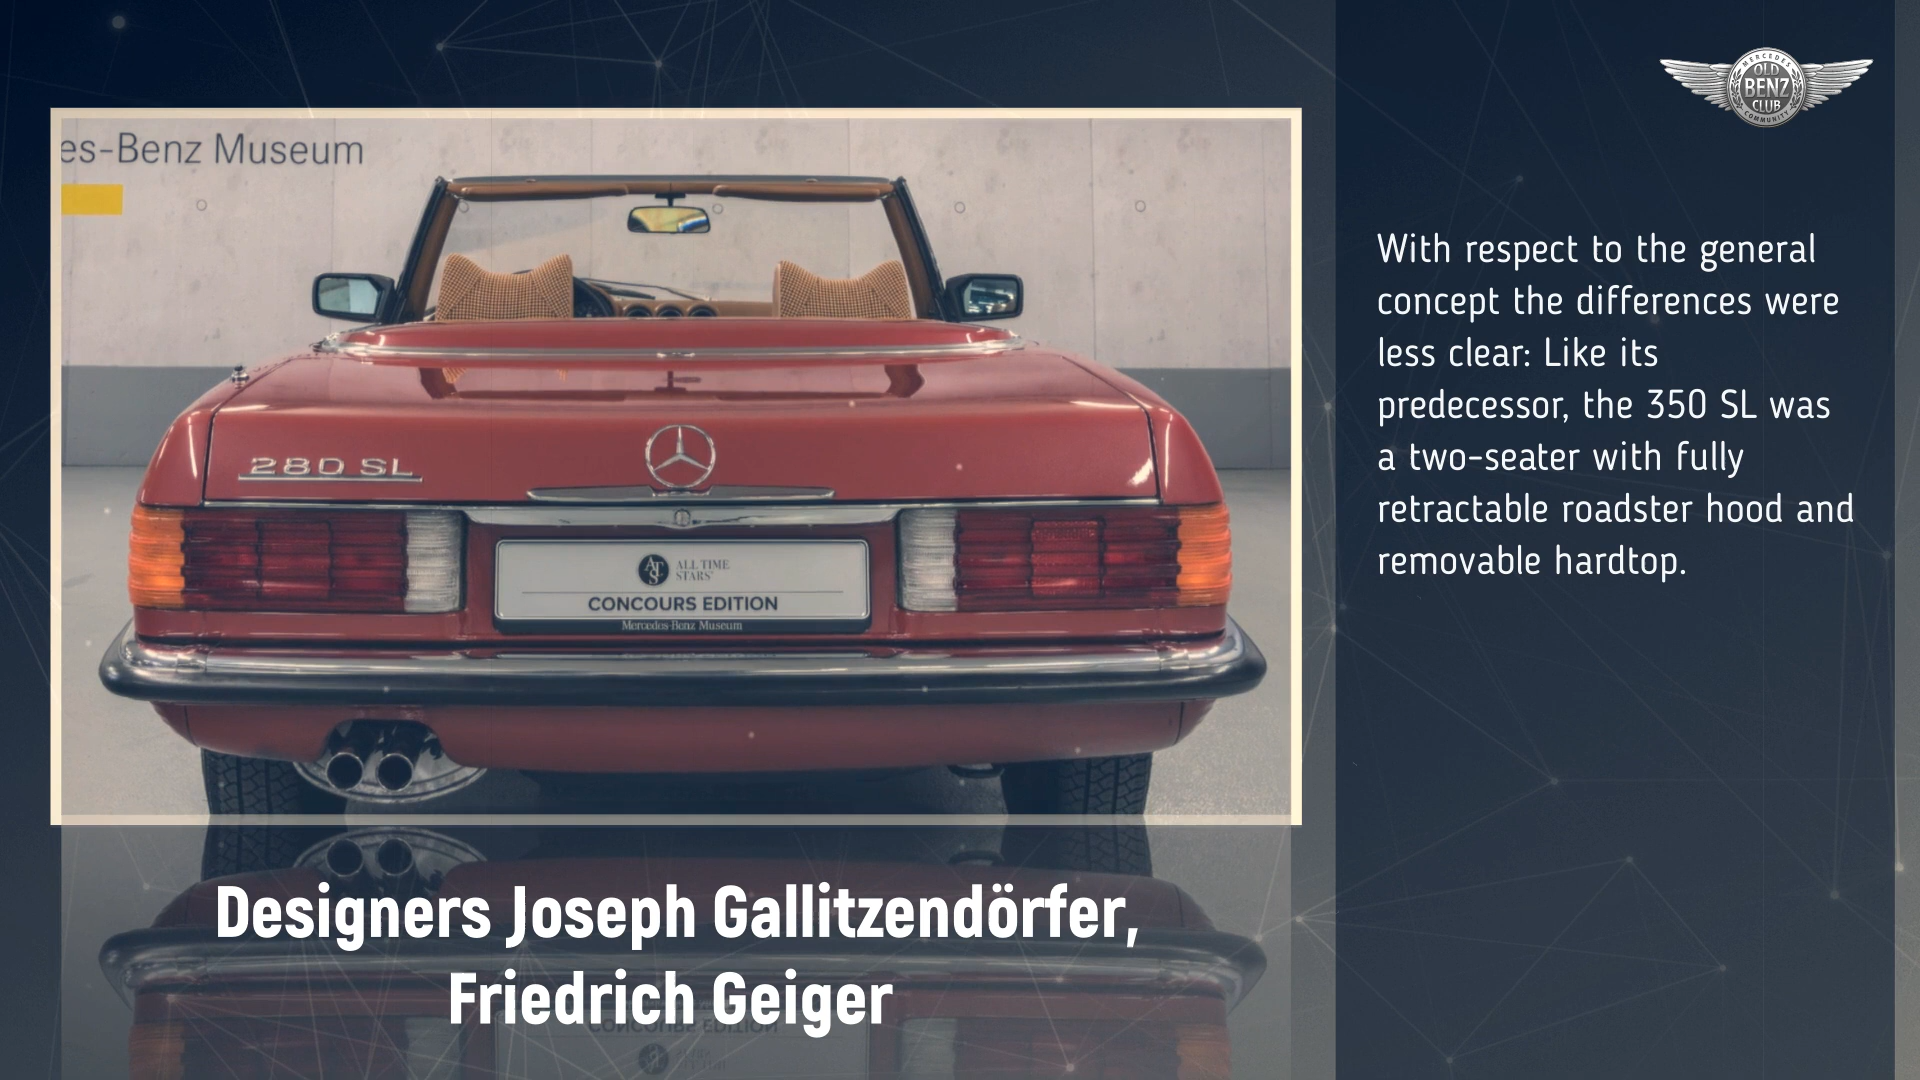 es-Benz Museum
280 SL
ALL TIME
STARS
CONCOURS EDITION
Mercedes-Benz Museum
Designers Joseph Gallitzendörfer,
Friedrich Geiger
MERCEDES
OLD
BENZ
CLUB
COMMUNITY
With respect to the general
concept the differences were
less clear: Like its
predecessor, the 350 SL was
a two-seater with fully
retractable roadster hood and
removable hardtop.